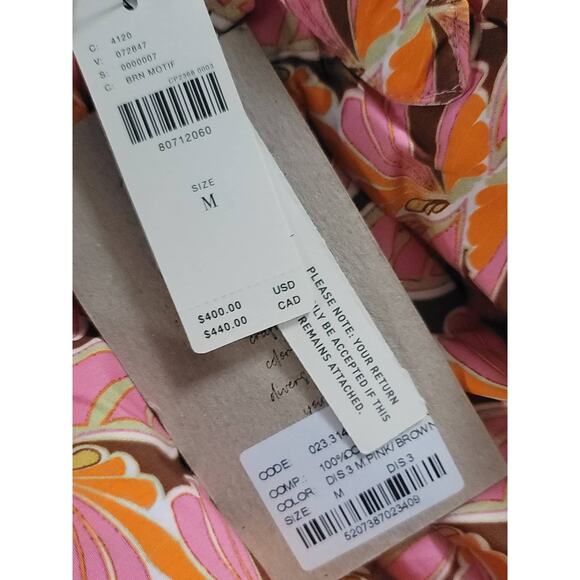 C: 4120
V: 072847
S: 0000007
C: BRN MOTIF
CP2368 0003
80712060
SIZE
M
$400.00 USD
$440.00 CAD
PLEASE NOTE: YOUR RETURN
BE ACCEPTED IF THIS
REMAINS ATTACHED.
CODE: 023.314
COMP.: 100%CO
COLOR DIS.3 M.PINK/BROWN
SIZE M DIS.3
5207387023409